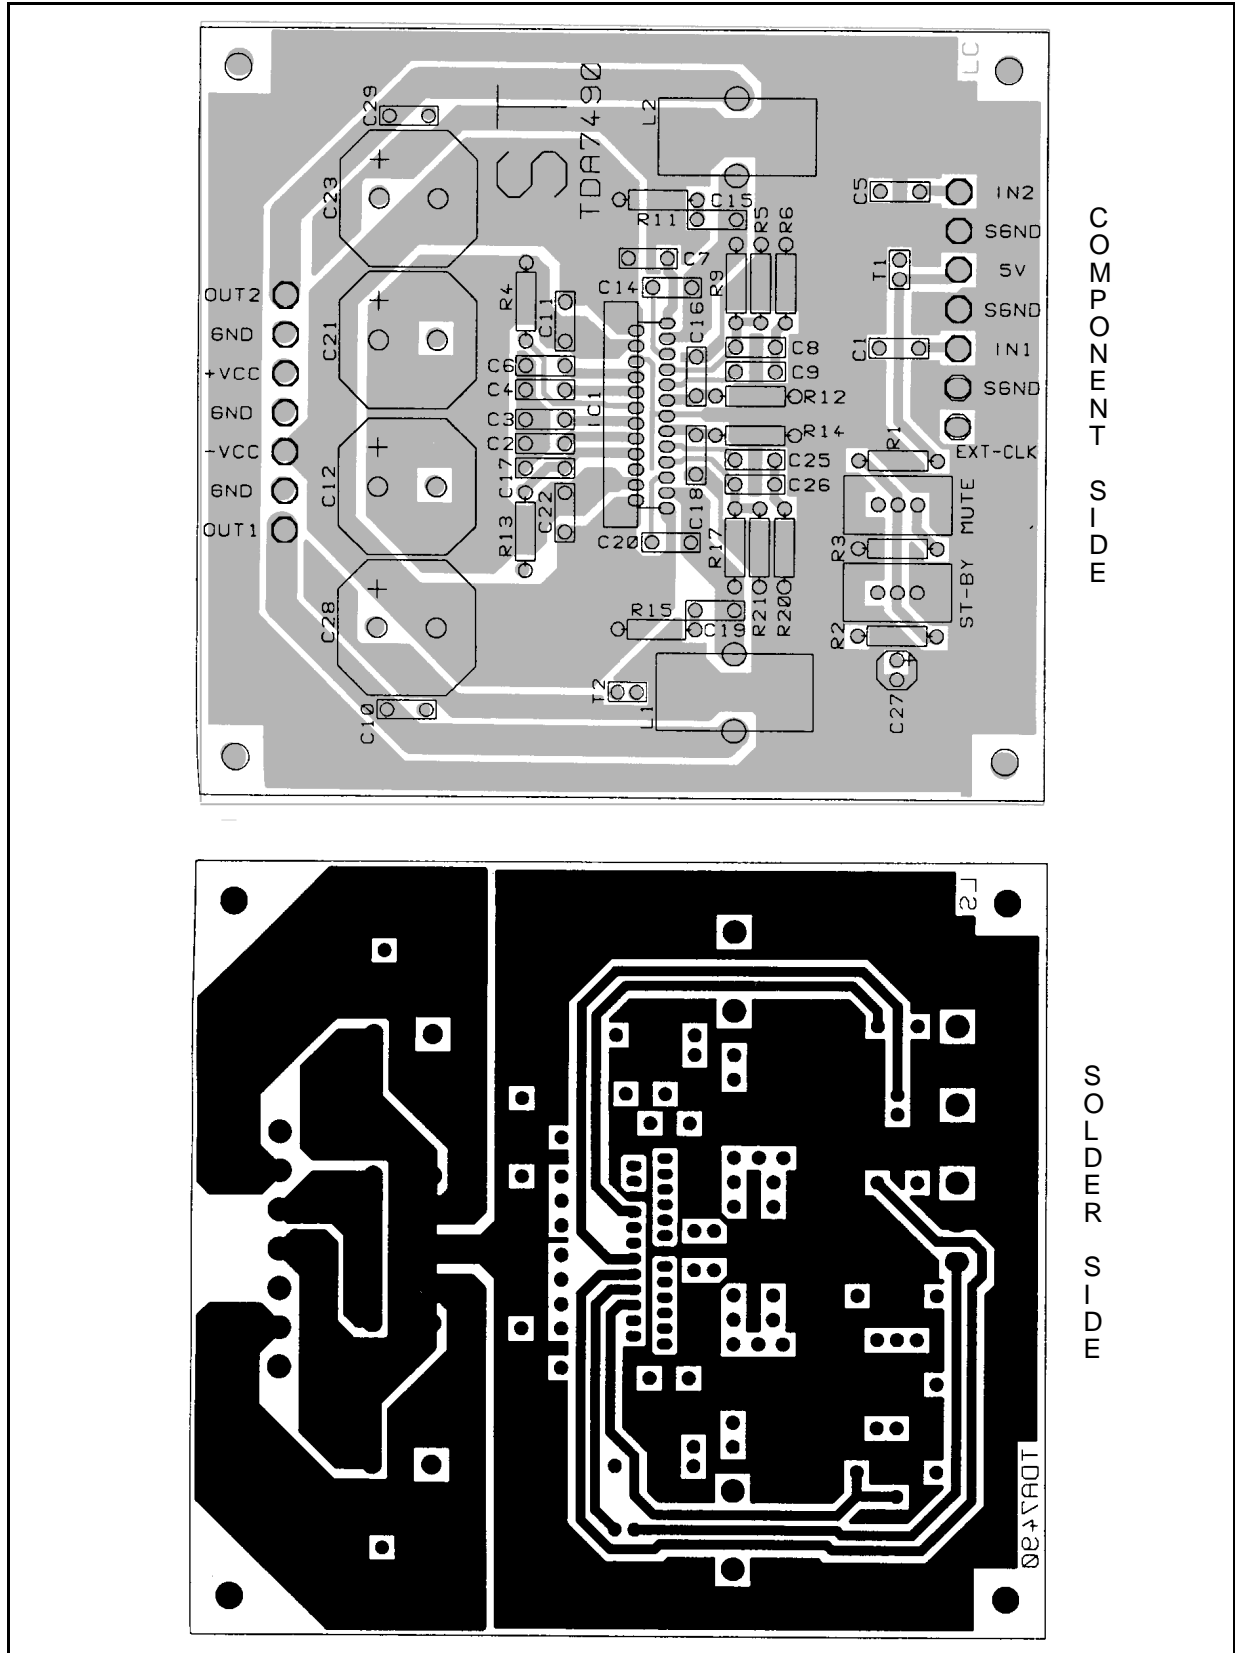 LC
C29
C23
ST
TDA7490
L2
C5
IN2
SGND
5V
SGND
IN1
SGND
EXT-CLK
T1
C1
R11
C15
R5
R6
C7
C14
R9
C16
OUT2
GND
+VCC
GND
-VCC
GND
OUT1
C21
R4
C11
C6
C4
C3
C2
C17
IC1
C8
C9
R12
R14
C25
C26
C12
R13
C22
C20
C18
R17
R21
R20
R1
MUTE
R3
ST-BY
R2
C27
C28
R15
C19
T2
L1
C10
COMPONENT SIDE
LS
TDA7490
SOLDER SIDE